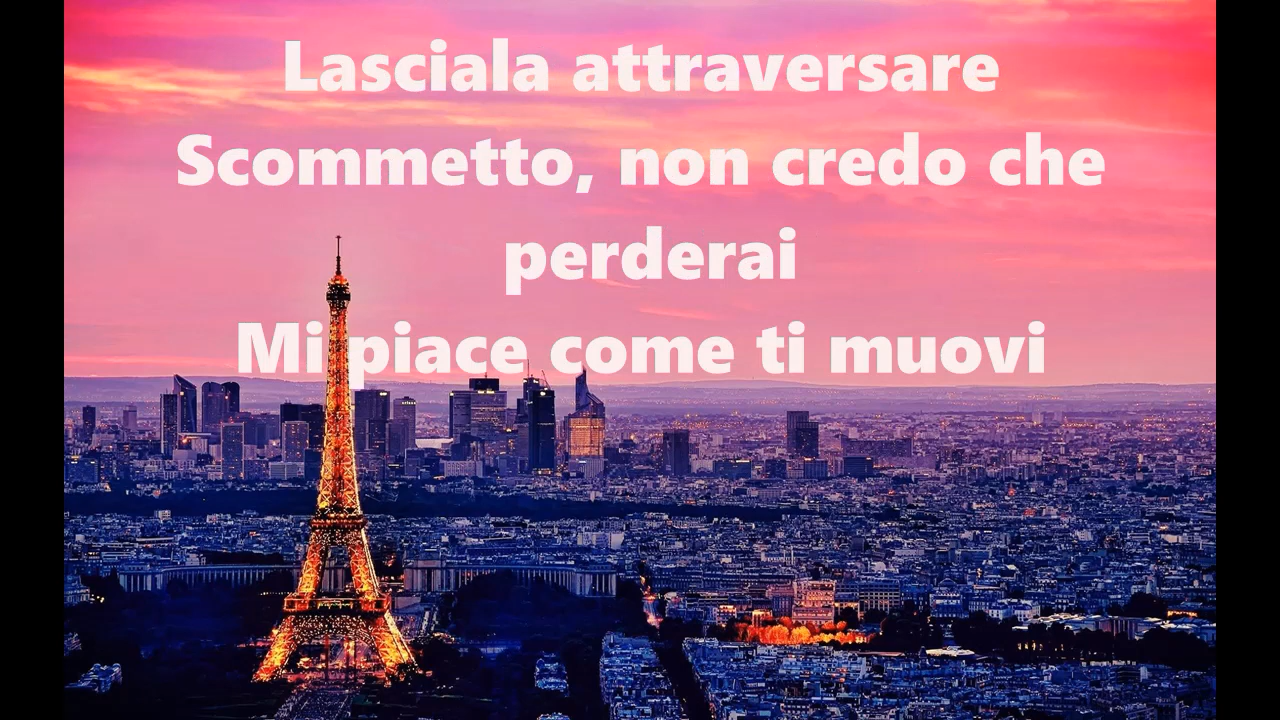 Lasciala attraversare
Scommetto, non credo che
perderai
Mi piace come ti muovi